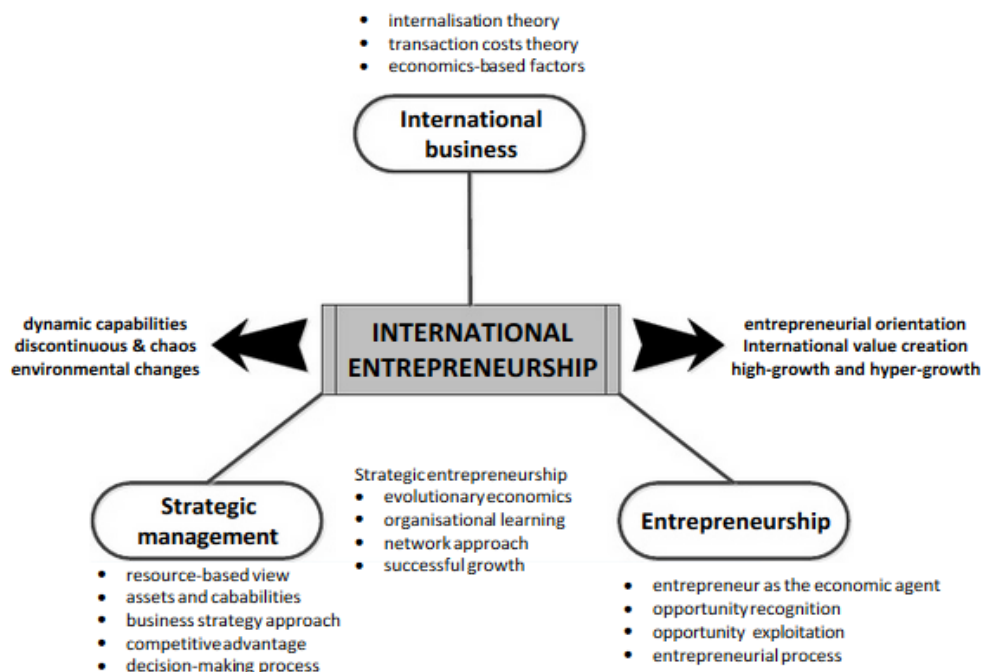 • internalisation theory
• transaction costs theory
• economics-based factors
International
business
dynamic capabilities
discontinuous & chaos
environmental changes
INTERNATIONAL
ENTREPRENEURSHIP
entrepreneurial orientation
International value creation
high-growth and hyper-growth
Strategic
management
• resource-based view
• assets and cababilities
• business strategy approach
• competitive advantage
• decision-making process
Strategic entrepreneurship
• evolutionary economics
• organisational learning
• network approach
• successful growth
Entrepreneurship
• entrepreneur as the economic agent
• opportunity recognition
• opportunity exploitation
• entrepreneurial process